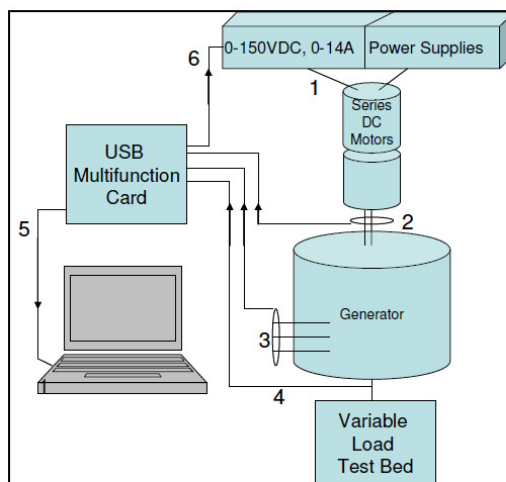 0-150VDC, 0-14A
Power Supplies
6
1
Series
DC
Motors
USB
Multifunction
Card
2
5
Generator
3
4
Variable
Load
Test Bed